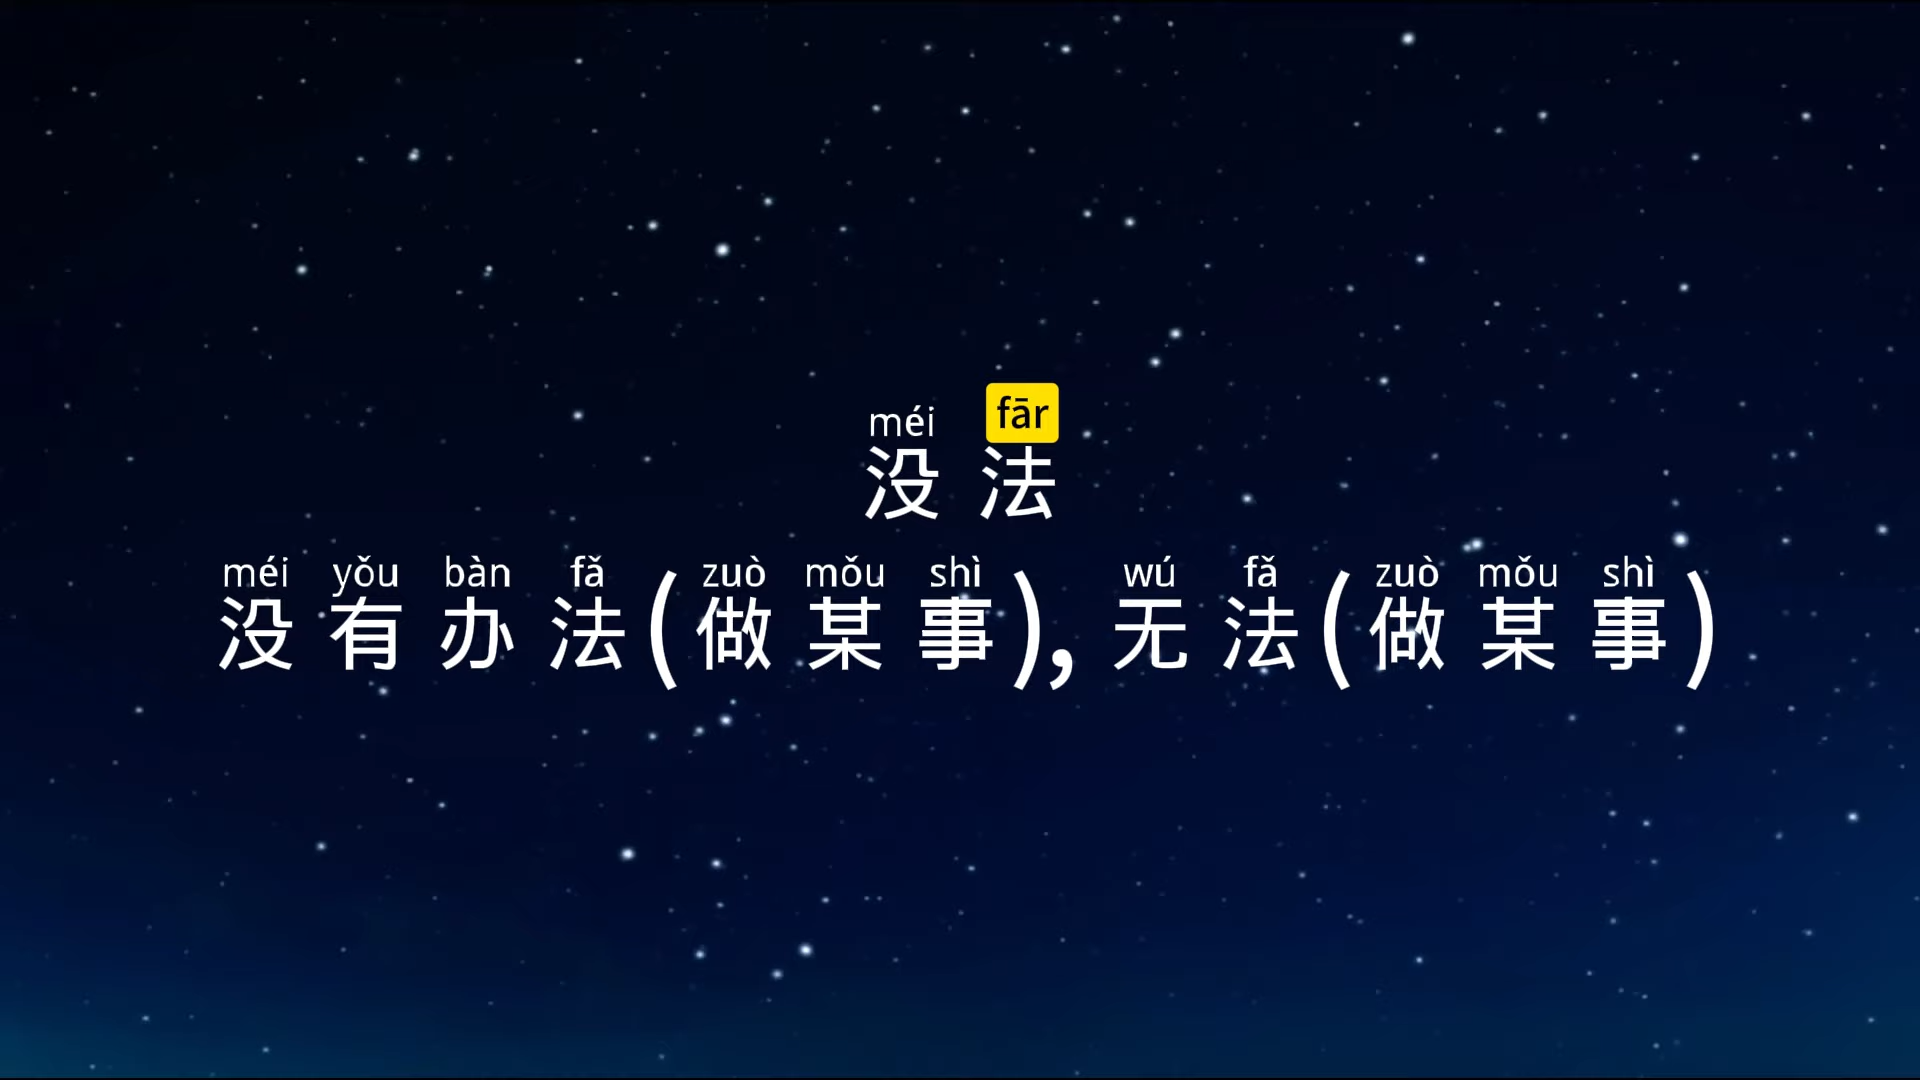 méi fār
没法
méi yǒu bàn fǎ zuò mǒu shì wú fǎ zuò mǒu shì
没有办法(做某事), 无法(做某事)